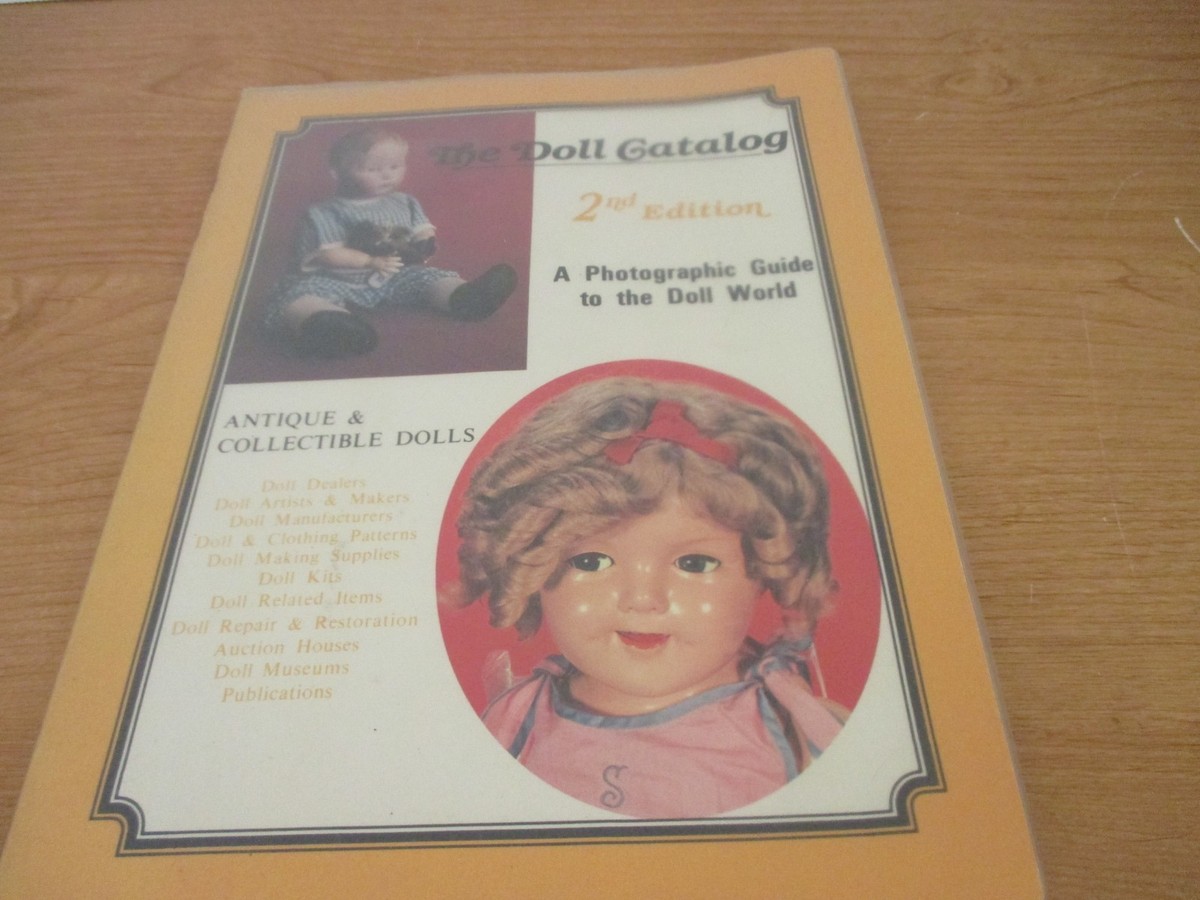 The Doll Catalog
2nd Edition
A Photographic Guide
to the Doll World
ANTIQUE &
COLLECTIBLE DOLLS
Doll Dealers
Doll Artists & Makers
Doll Manufacturers
Doll & Clothing Patterns
Doll Making Supplies
Doll Kits
Doll Related Items
Doll Repair & Restoration
Auction Houses
Doll Museums
Publications
S